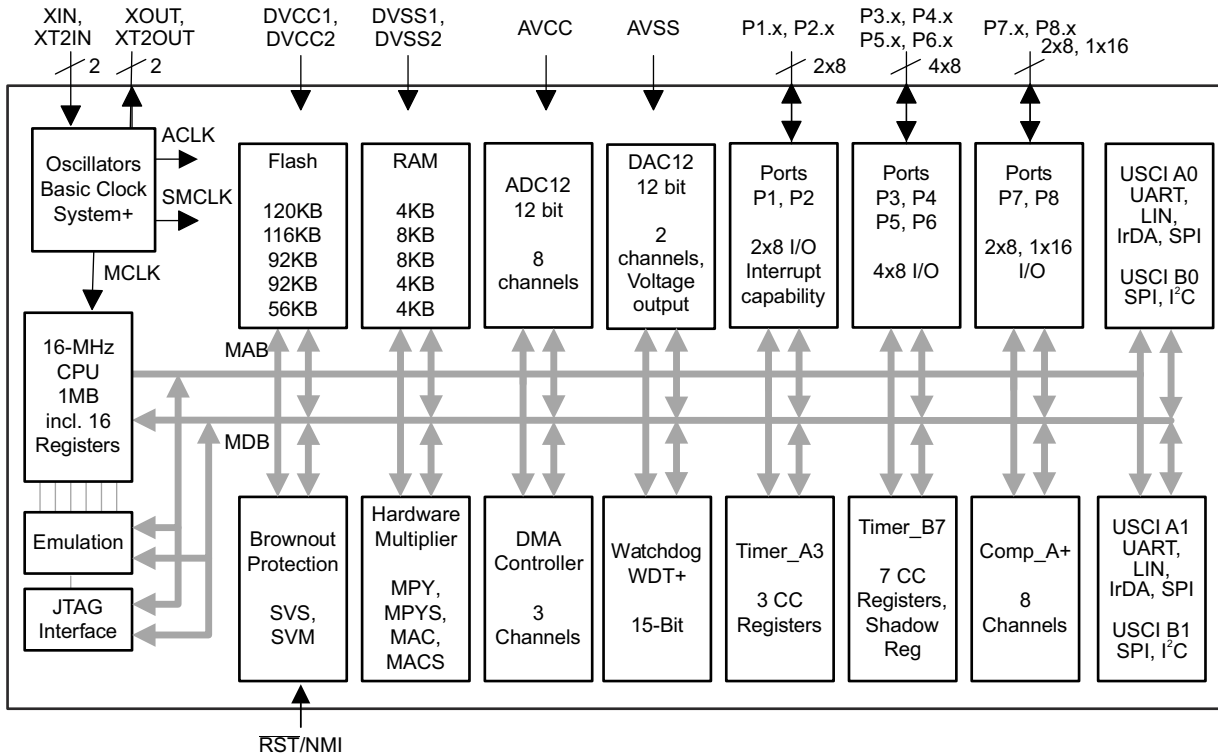 XIN,
XT2IN
2
XOUT,
XT2OUT
2
DVCC1,
DVCC2
DVSS1,
DVSS2
AVCC
AVSS
P1.x, P2.x
2x8
P3.x, P4.x
P5.x, P6.x
4x8
P7.x, P8.x
2x8, 1x16
Oscillators
Basic Clock
System+
ACLK
SMCLK
MCLK
Flash
120KB
116KB
92KB
92KB
56KB
RAM
4KB
8KB
8KB
4KB
4KB
ADC12
12 bit
8
channels
DAC12
12 bit
2
channels,
Voltage
output
Ports
P1, P2
2x8 I/O
Interrupt
capability
Ports
P3, P4
P5, P6
4x8 I/O
Ports
P7, P8
2x8, 1x16
I/O
USCI A0
UART,
LIN,
IrDA, SPI
USCI B0
SPI, I²C
16-MHz
CPU
1MB
incl. 16
Registers
MAB
MDB
Emulation
JTAG
Interface
Brownout
Protection
SVS,
SVM
Hardware
Multiplier
MPY,
MPYS,
MAC,
MACS
DMA
Controller
3
Channels
Watchdog
WDT+
15-Bit
Timer_A3
3 CC
Registers
Timer_B7
7 CC
Registers,
Shadow
Reg
Comp_A+
8
Channels
USCI A1
UART,
LIN,
IrDA, SPI
USCI B1
SPI, I²C
RST/NMI